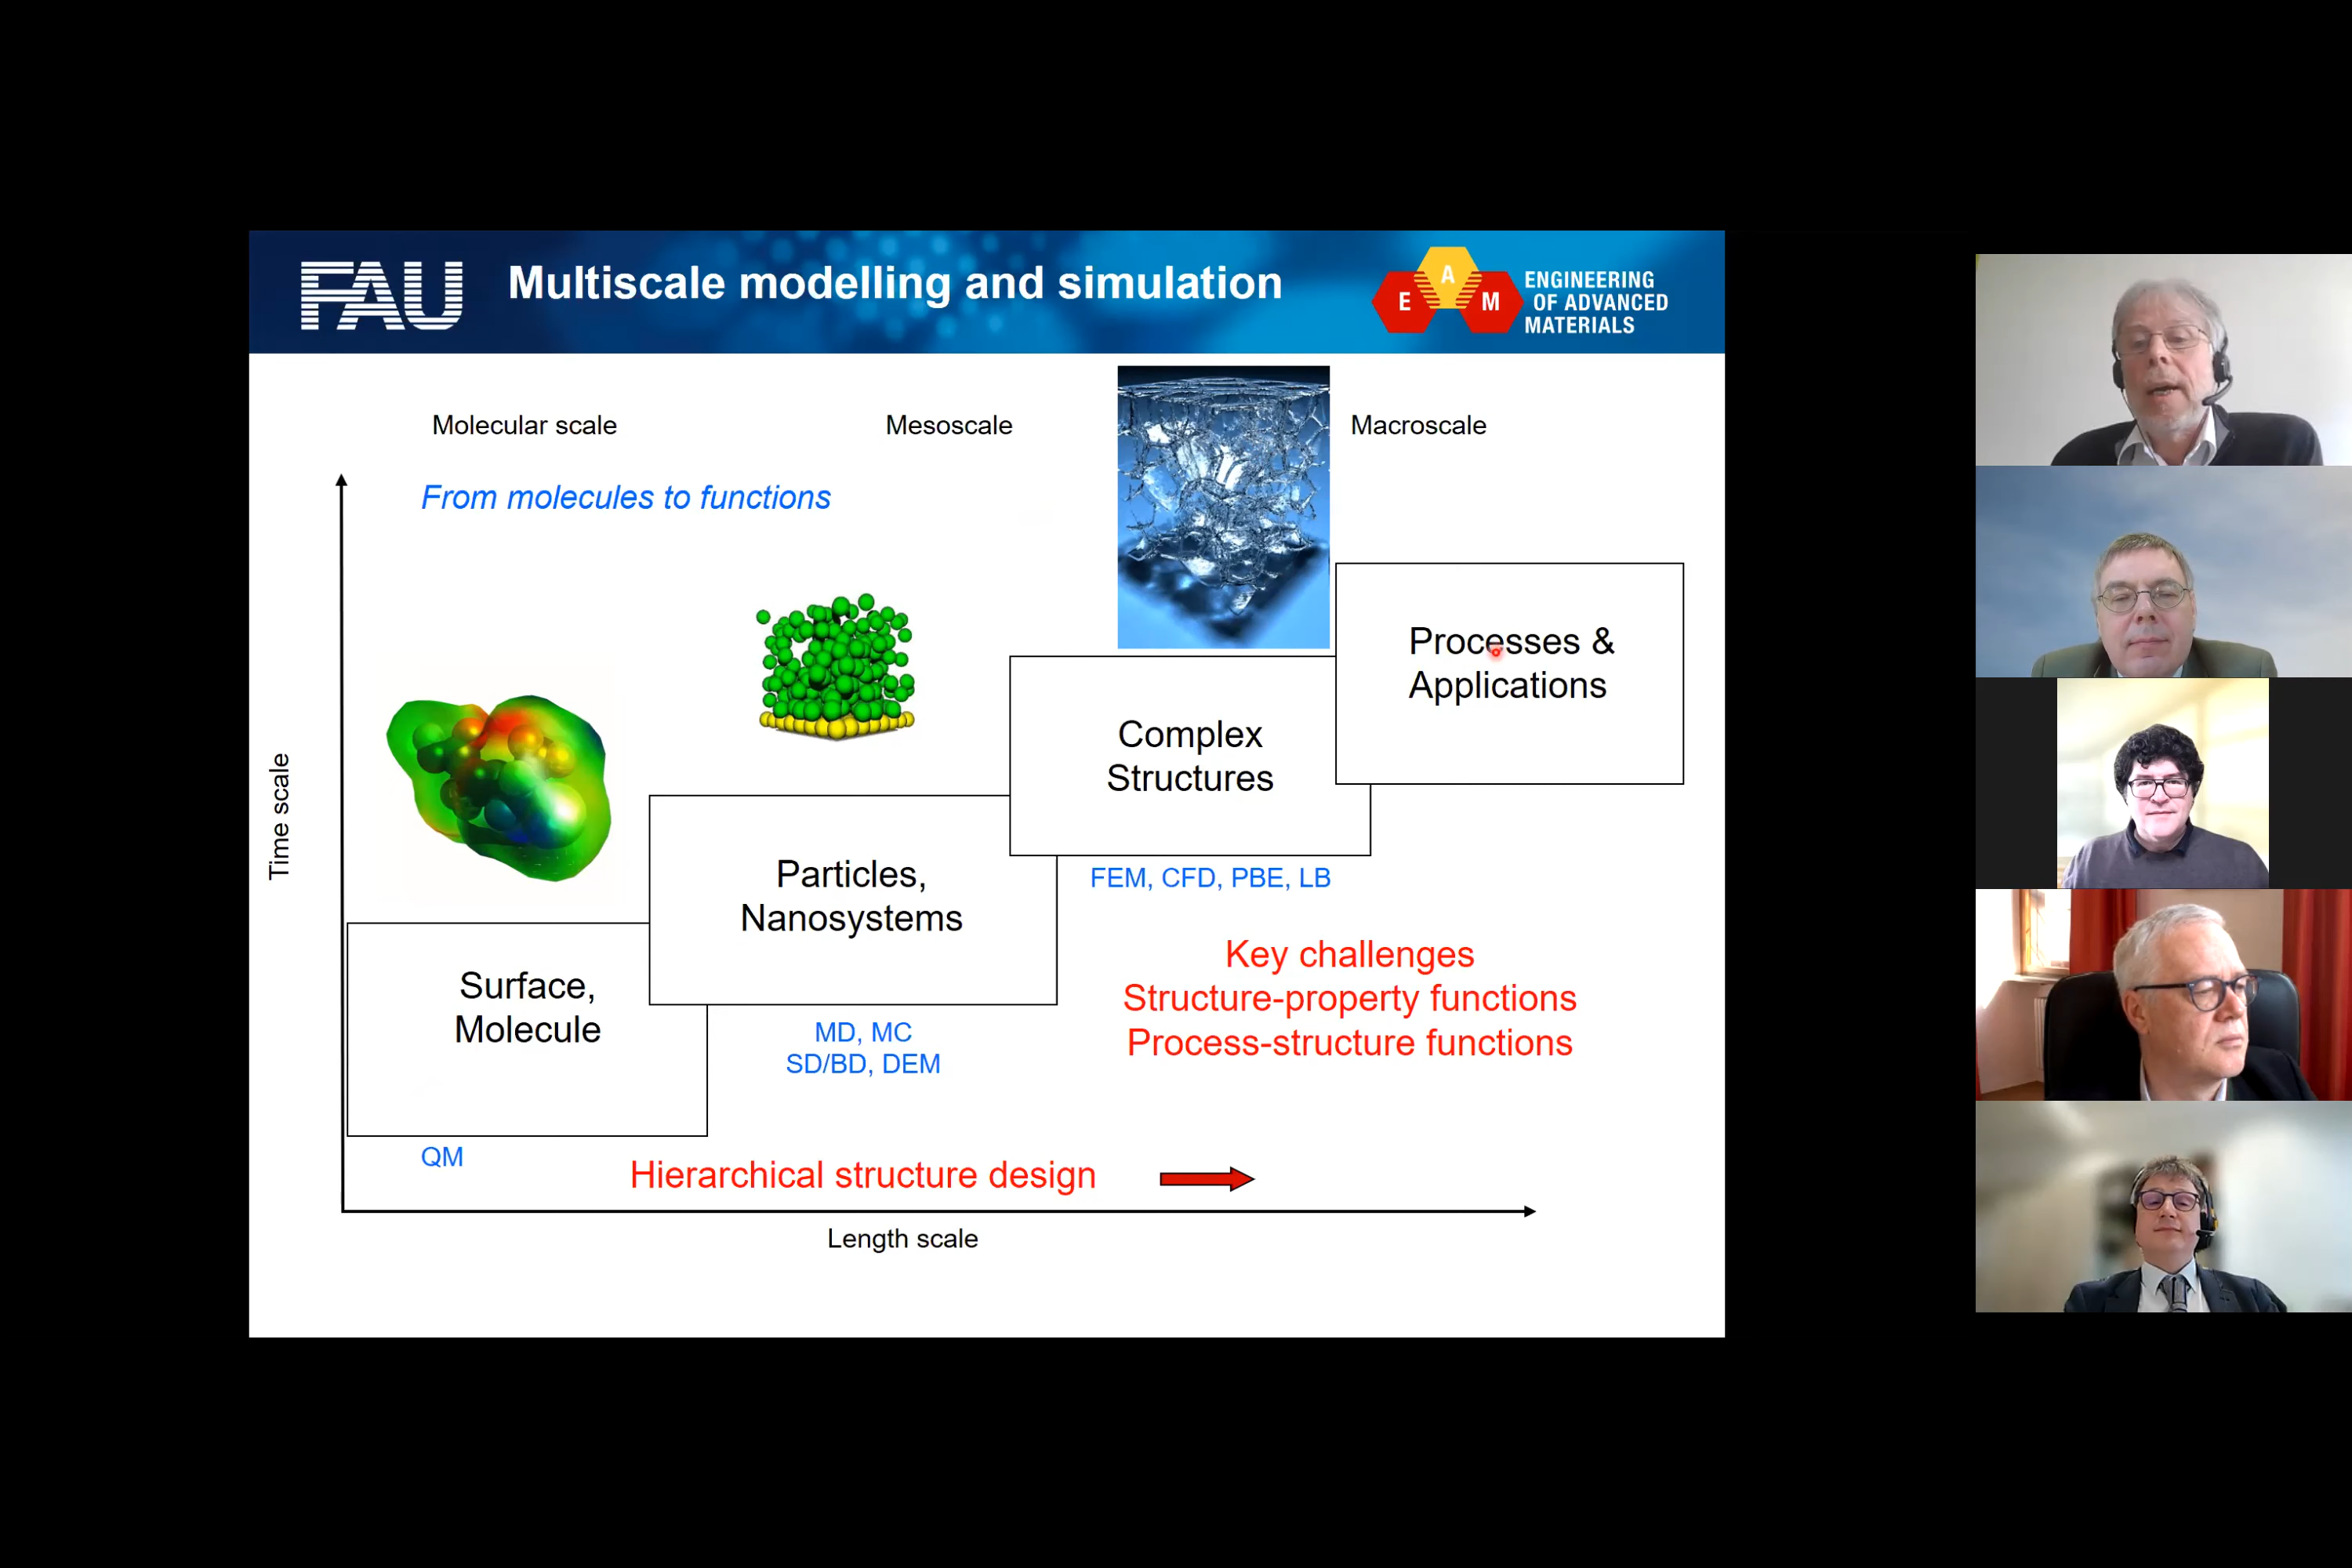 FAU
Multiscale modelling and simulation
E A M
ENGINEERING
OF ADVANCED
MATERIALS
Molecular scale
Mesoscale
Macroscale
From molecules to functions
Time scale
Processes &
Applications
Complex
Structures
FEM, CFD, PBE, LB
Particles,
Nanosystems
MD, MC
SD/BD, DEM
Surface,
Molecule
QM
Key challenges
Structure-property functions
Process-structure functions
Hierarchical structure design
Length scale